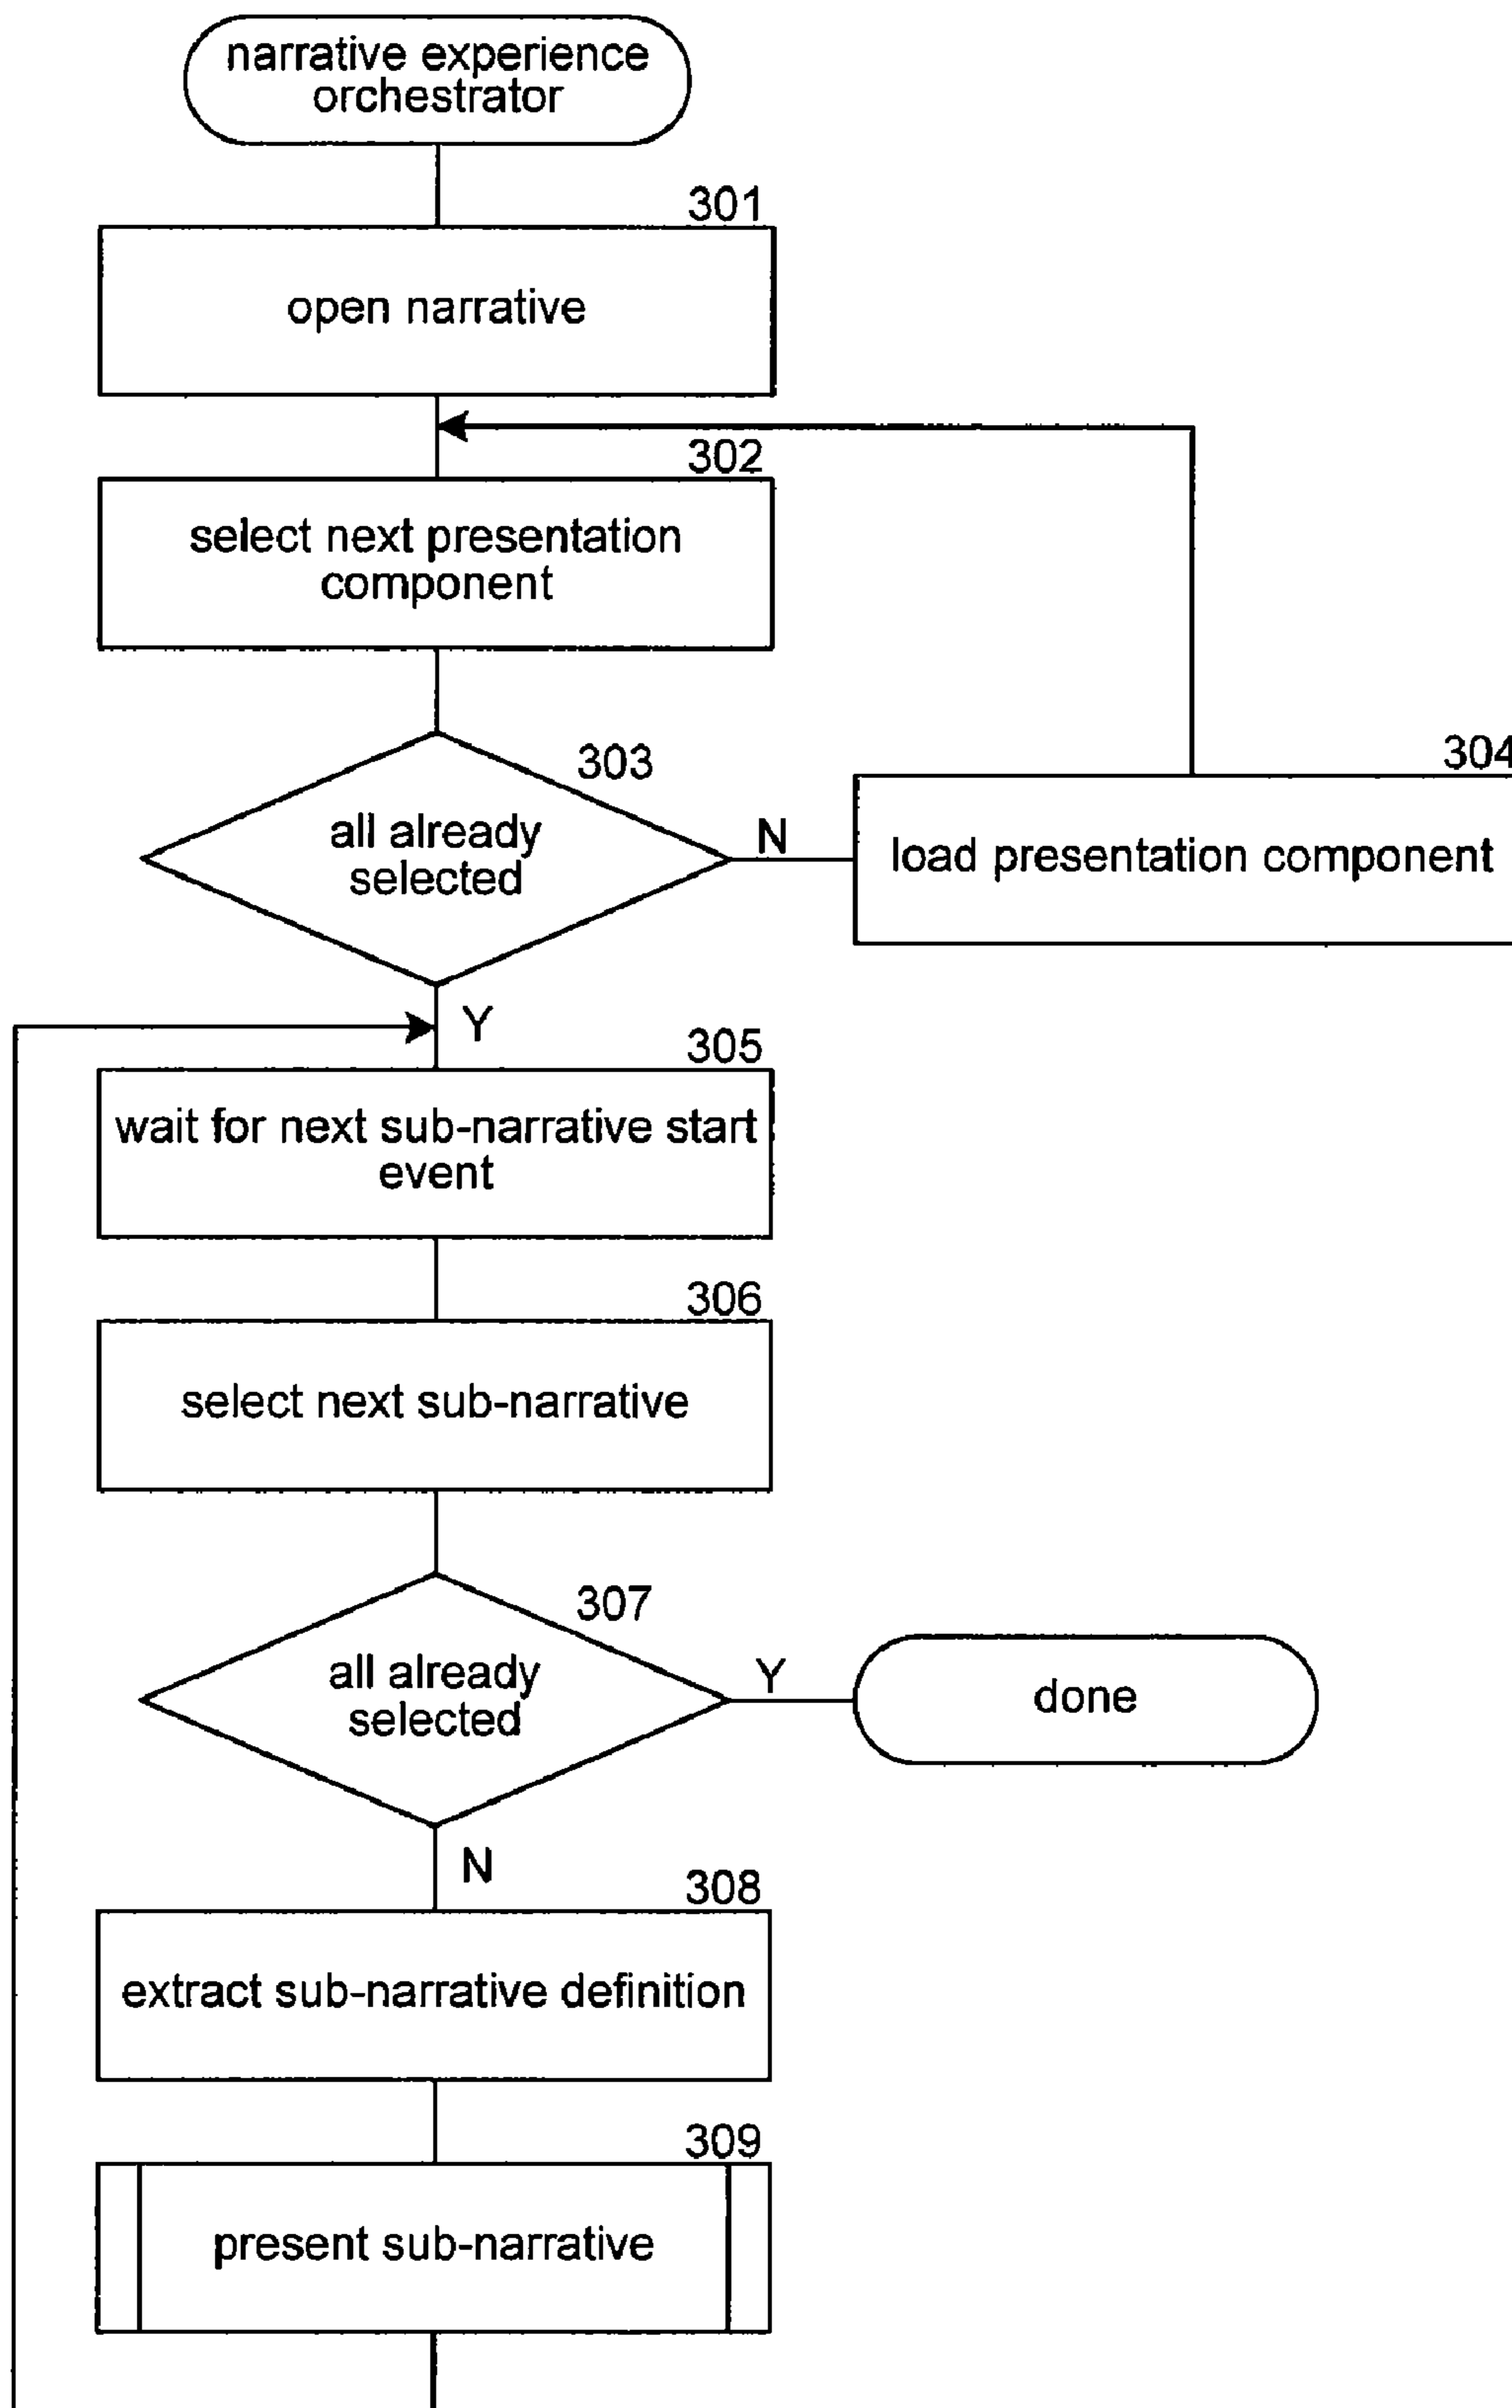 narrative experience
orchestrator
301
open narrative
302
select next presentation
component
303
all already
selected
N
304
load presentation component
Y
305
wait for next sub-narrative start
event
306
select next sub-narrative
307
all already
selected
Y
done
N
308
extract sub-narrative definition
309
present sub-narrative